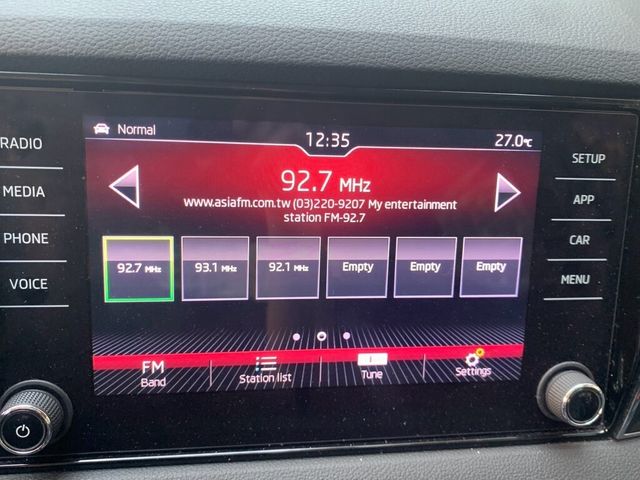 Normal
12:35
27.0°C
RADIO
MEDIA
PHONE
VOICE
92.7 MHz
www.asiafm.com.tw (03)220-9207 My entertainment
station FM-92.7
92.7 MHz
93.1 MHz
92.1 MHz
Empty
Empty
Empty
FM
Band
Station list
Tune
Settings
SETUP
APP
CAR
MENU